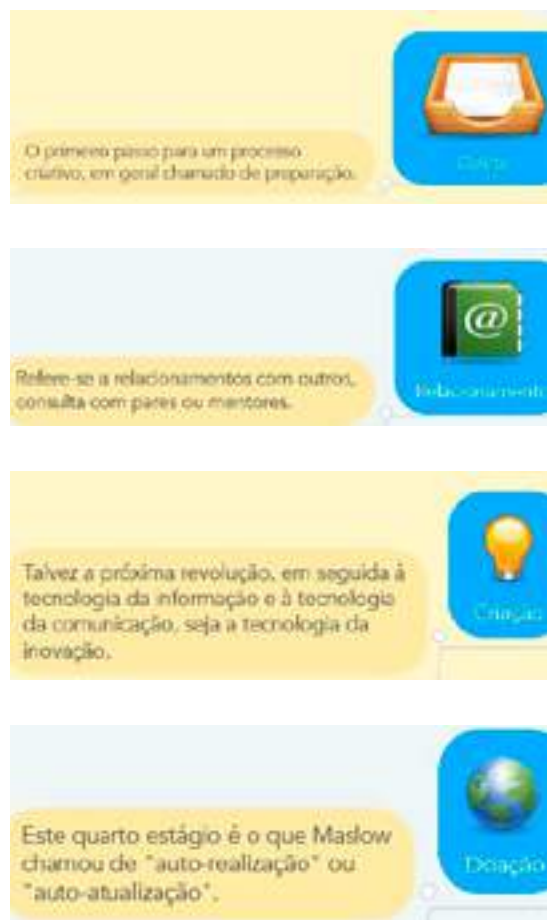 O primeiro passo para um processo
criativo, em geral chamado de preparação.
Refere-se a relacionamentos com outros,
consulta com pares ou mentores.
Relacionamento
Talvez a próxima revolução, em seguida à
tecnologia da informação e à tecnologia
da comunicação, seja a tecnologia da
inovação.
Criação
Este quarto estágio é o que Maslow
chamou de "auto-realização" ou
"auto-atualização".
Doação